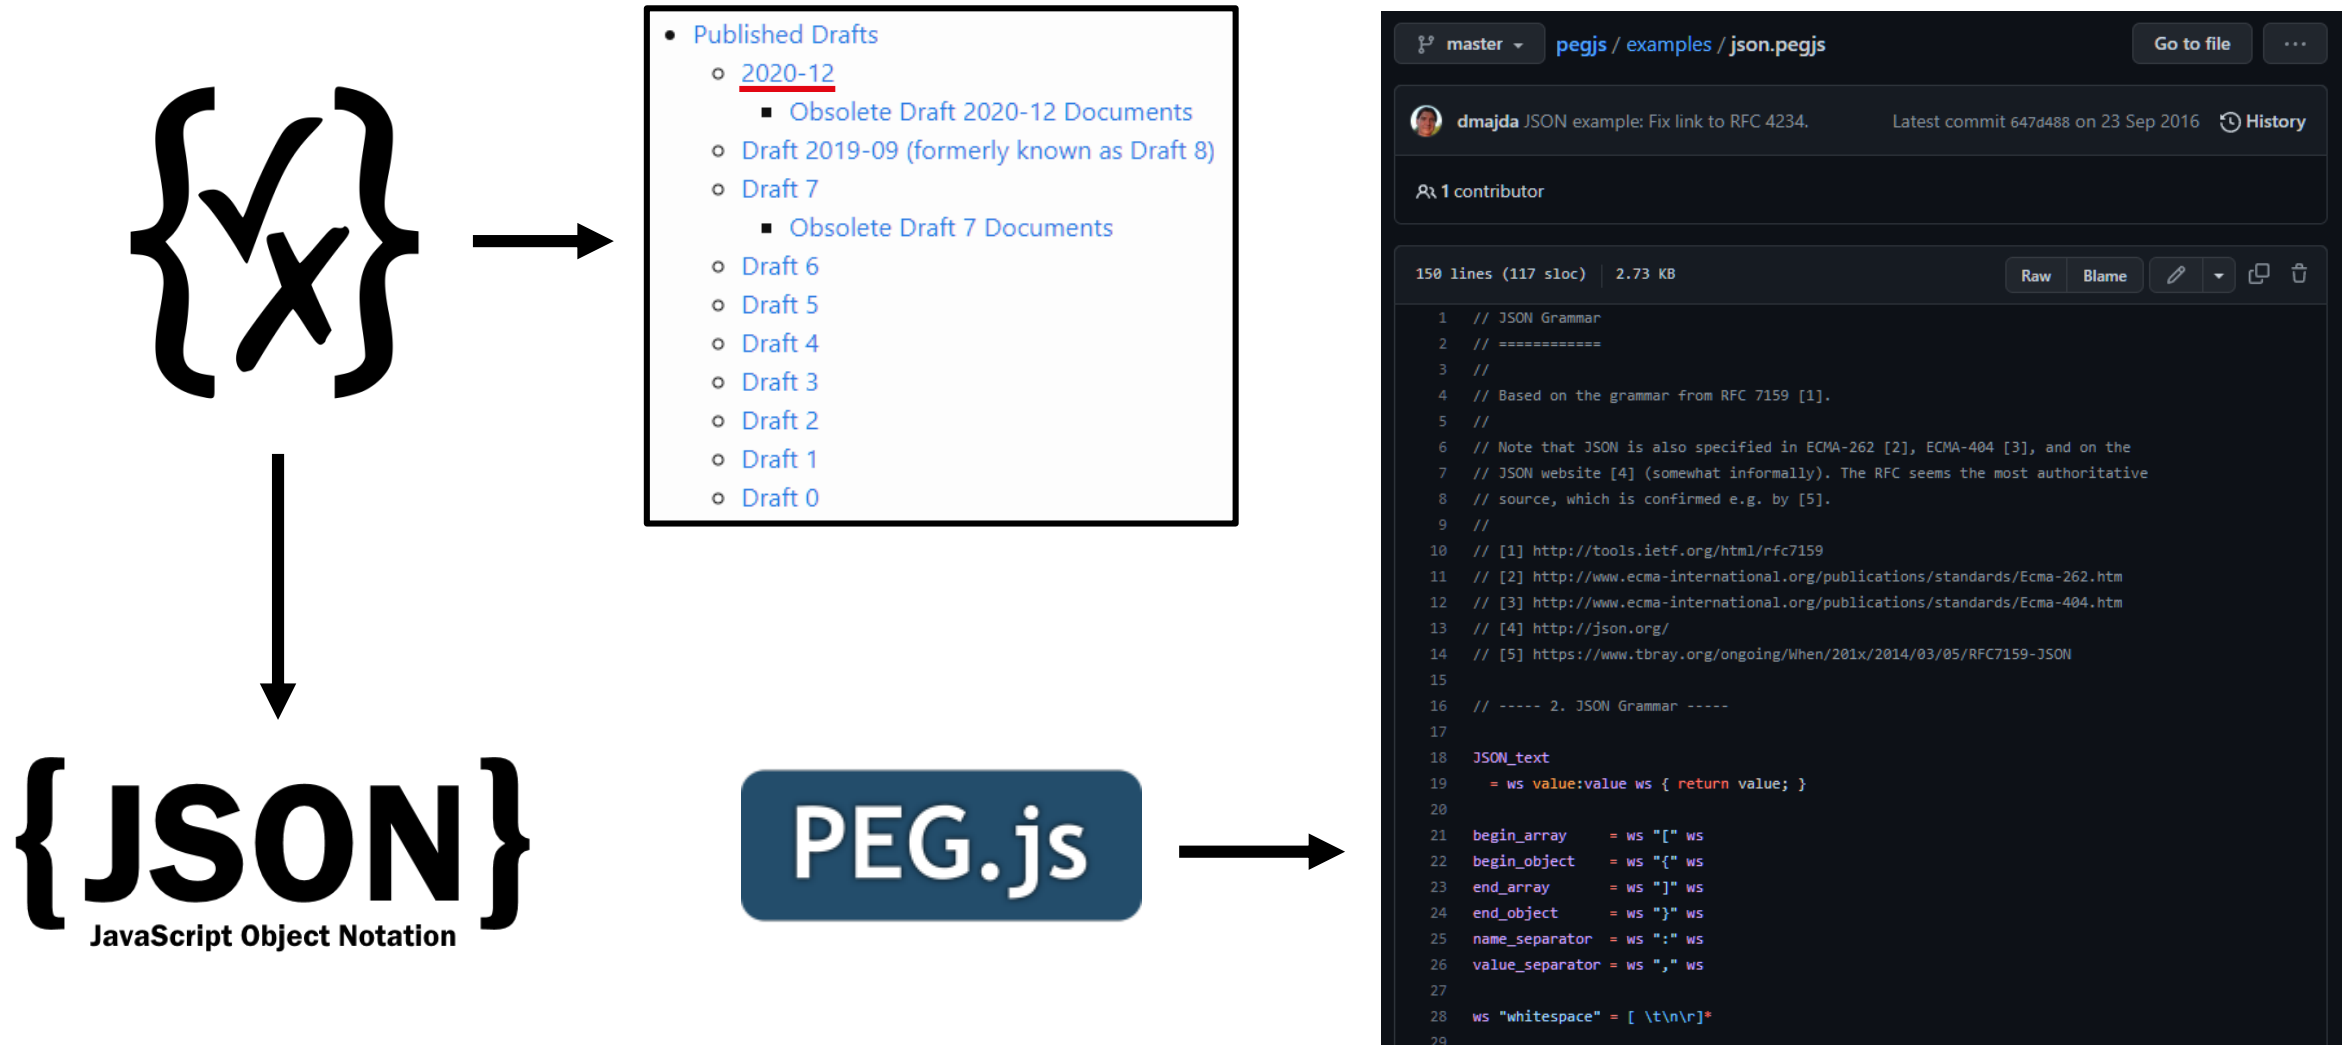 Published Drafts
2020-12
Obsolete Draft 2020-12 Documents
Draft 2019-09 (formerly known as Draft 8)
Draft 7
Obsolete Draft 7 Documents
Draft 6
Draft 5
Draft 4
Draft 3
Draft 2
Draft 1
Draft 0
{JSON}
JavaScript Object Notation
PEG.js
master pegjs / examples / json.pegjs Go to file ...
dmajda JSON example: Fix link to RFC 4234. Latest commit 647d488 on 23 Sep 2016 History
1 contributor
150 lines (117 sloc) 2.73 KB Raw Blame
1 // JSON Grammar
2 // ============
3 //
4 // Based on the grammar from RFC 7159 [1].
5 //
6 // Note that JSON is also specified in ECMA-262 [2], ECMA-404 [3], and on the
7 // JSON website [4] (somewhat informally). The RFC seems the most authoritative
8 // source, which is confirmed e.g. by [5].
9 //
10 // [1] http://tools.ietf.org/html/rfc7159
11 // [2] http://www.ecma-international.org/publications/standards/Ecma-262.htm
12 // [3] http://www.ecma-international.org/publications/standards/Ecma-404.htm
13 // [4] http://json.org/
14 // [5] https://www.tbray.org/ongoing/When/201x/2014/03/05/RFC7159-JSON
15
16 // ----- 2. JSON Grammar -----
17
18 JSON_text
19 = ws value:value ws { return value; }
20
21 begin_array = ws "[" ws
22 begin_object = ws "{" ws
23 end_array = ws "]" ws
24 end_object = ws "}" ws
25 name_separator = ws ":" ws
26 value_separator = ws "," ws
27
28 ws "whitespace" = [ \t\n\r]*
29